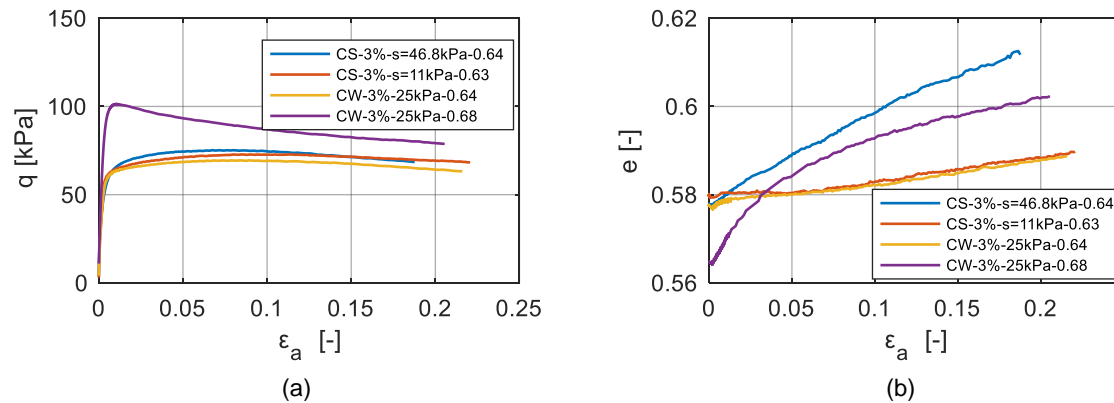 150
100
50
0
q [kPa]
0
0.05
0.1
0.15
0.2
0.25
ε_a [-]
CS-3%-s=46.8kPa-0.64
CS-3%-s=11kPa-0.63
CW-3%-25kPa-0.64
CW-3%-25kPa-0.68
(a)
0.62
0.6
0.58
0.56
e [-]
0
0.05
0.1
0.15
0.2
ε_a [-]
CS-3%-s=46.8kPa-0.64
CS-3%-s=11kPa-0.63
CW-3%-25kPa-0.64
CW-3%-25kPa-0.68
(b)